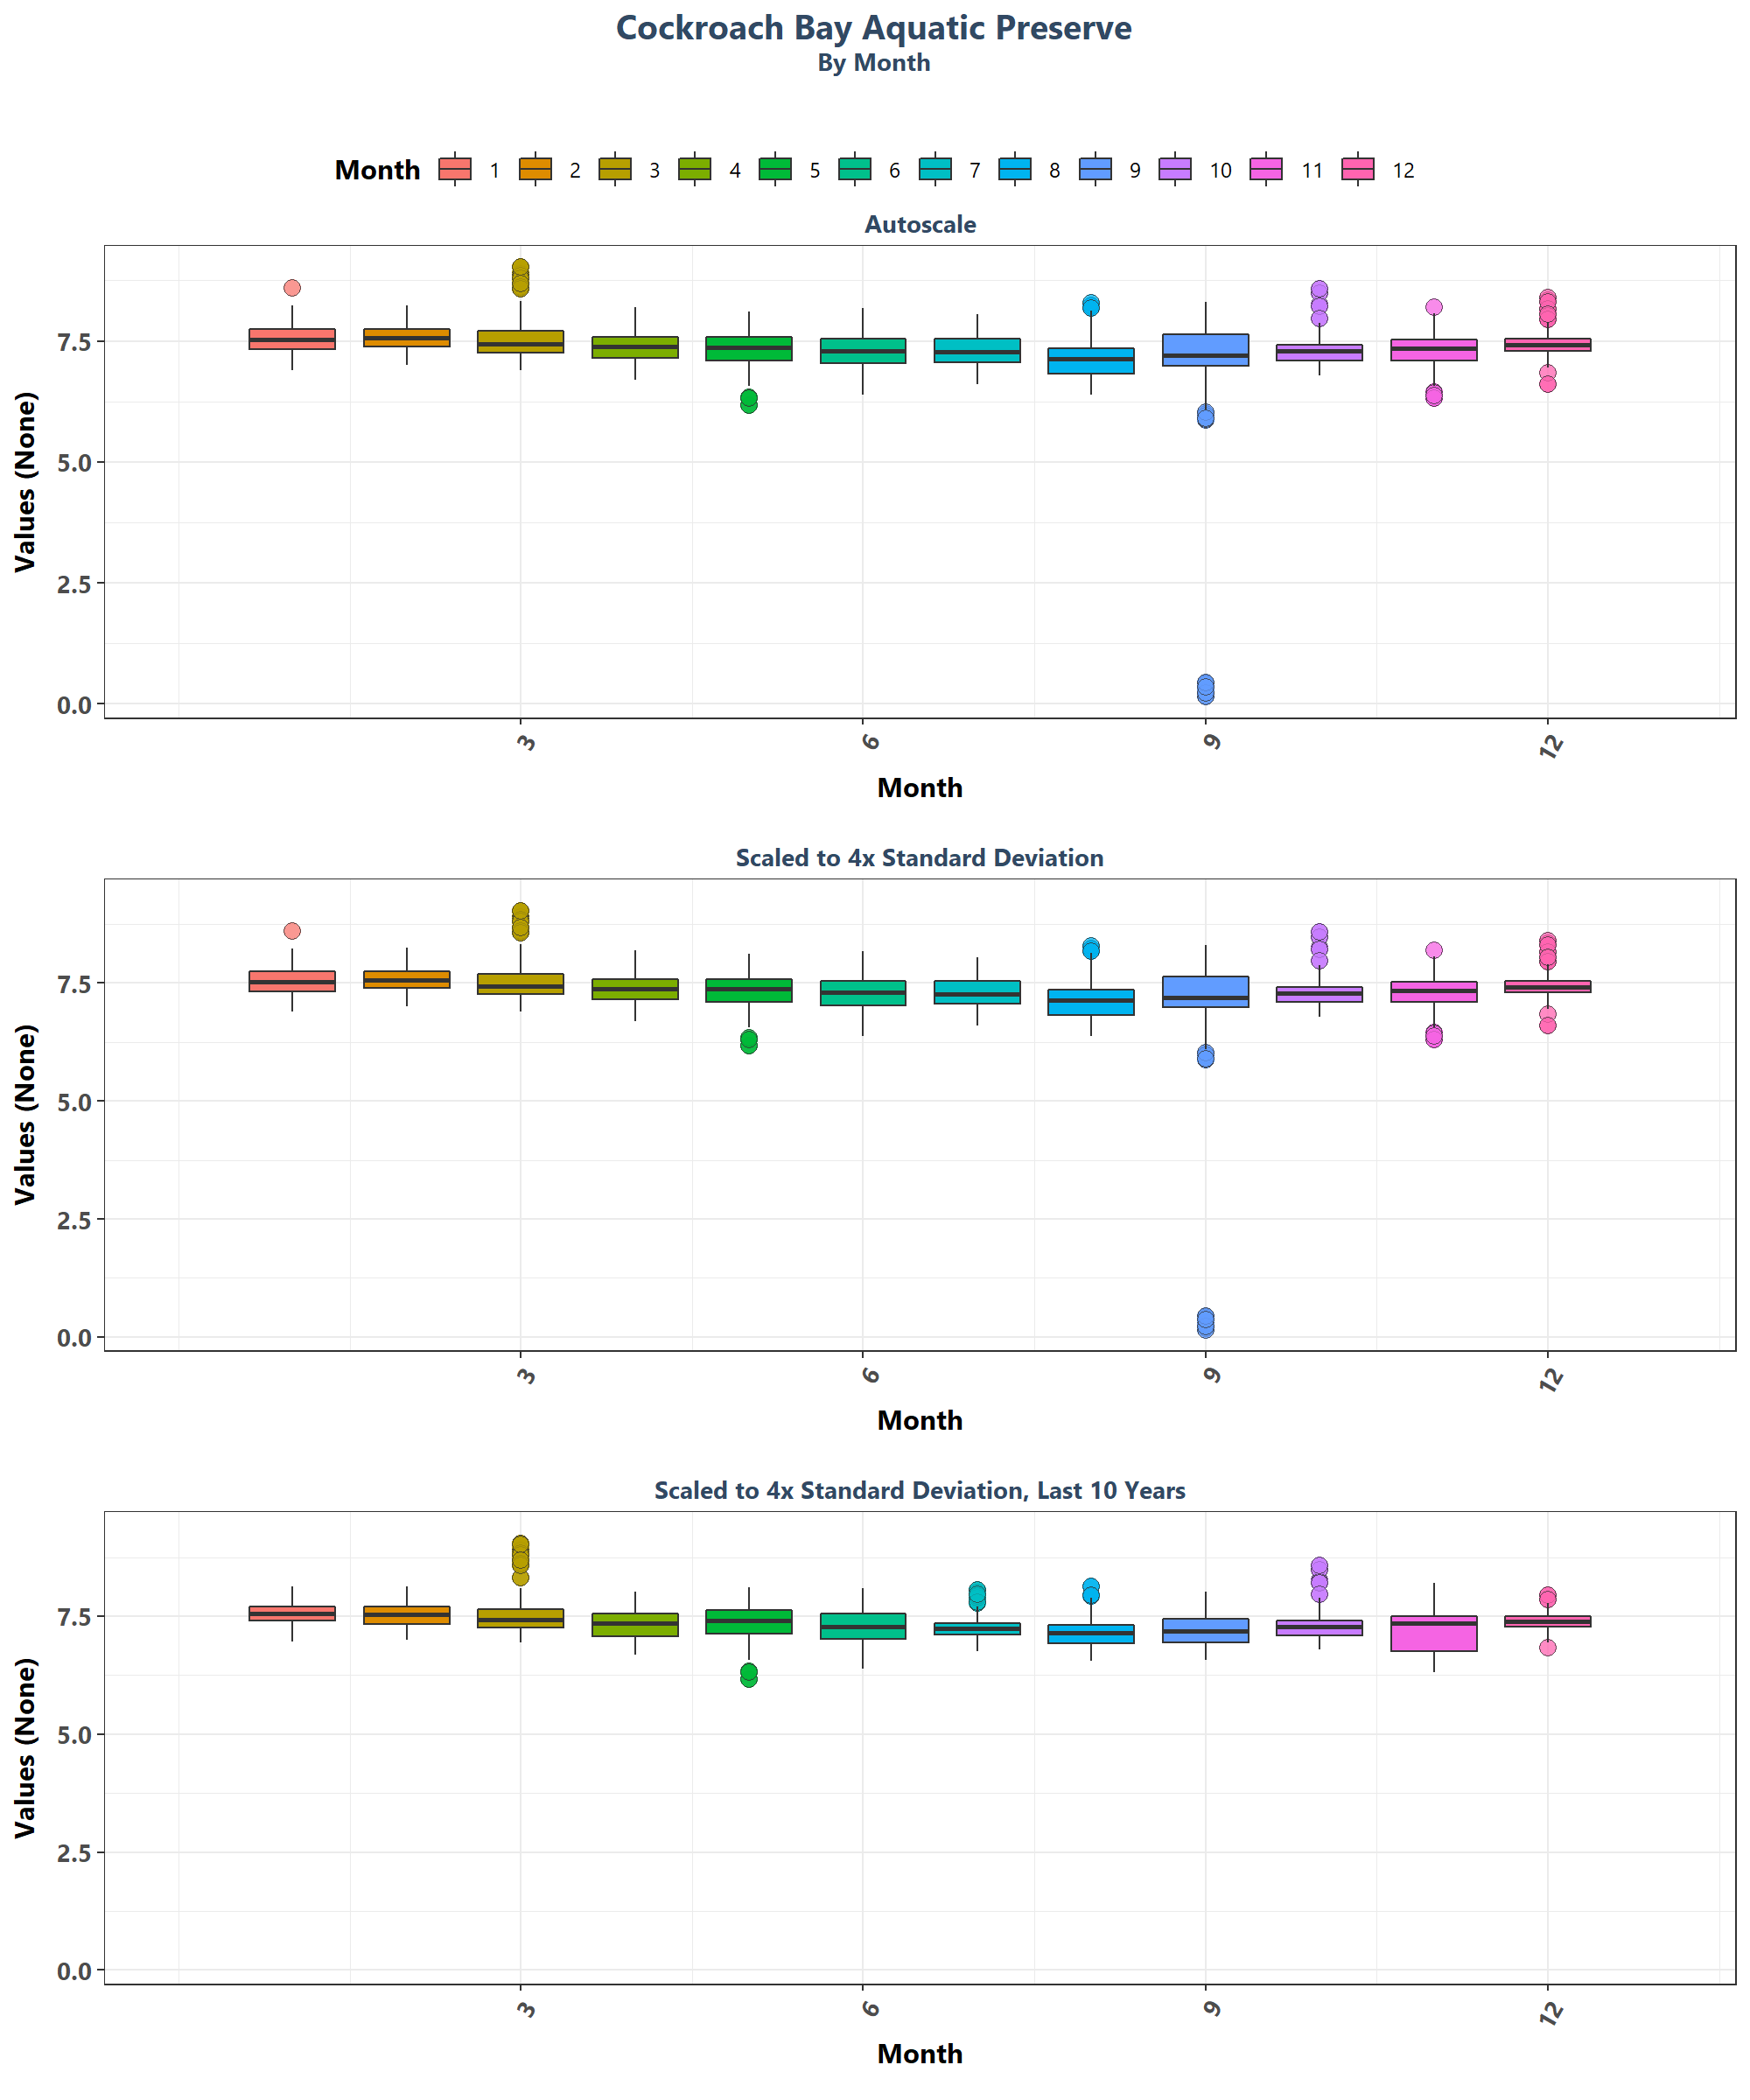 Cockroach Bay Aquatic Preserve
By Month
Month 1 2 3 4 5 6 7 8 9 10 11 12
Autoscale
Values (None)
7.5
5.0
2.5
0.0
3 6 9 12
Month
Scaled to 4x Standard Deviation
Values (None)
7.5
5.0
2.5
0.0
3 6 9 12
Month
Scaled to 4x Standard Deviation, Last 10 Years
Values (None)
7.5
5.0
2.5
0.0
3 6 9 12
Month